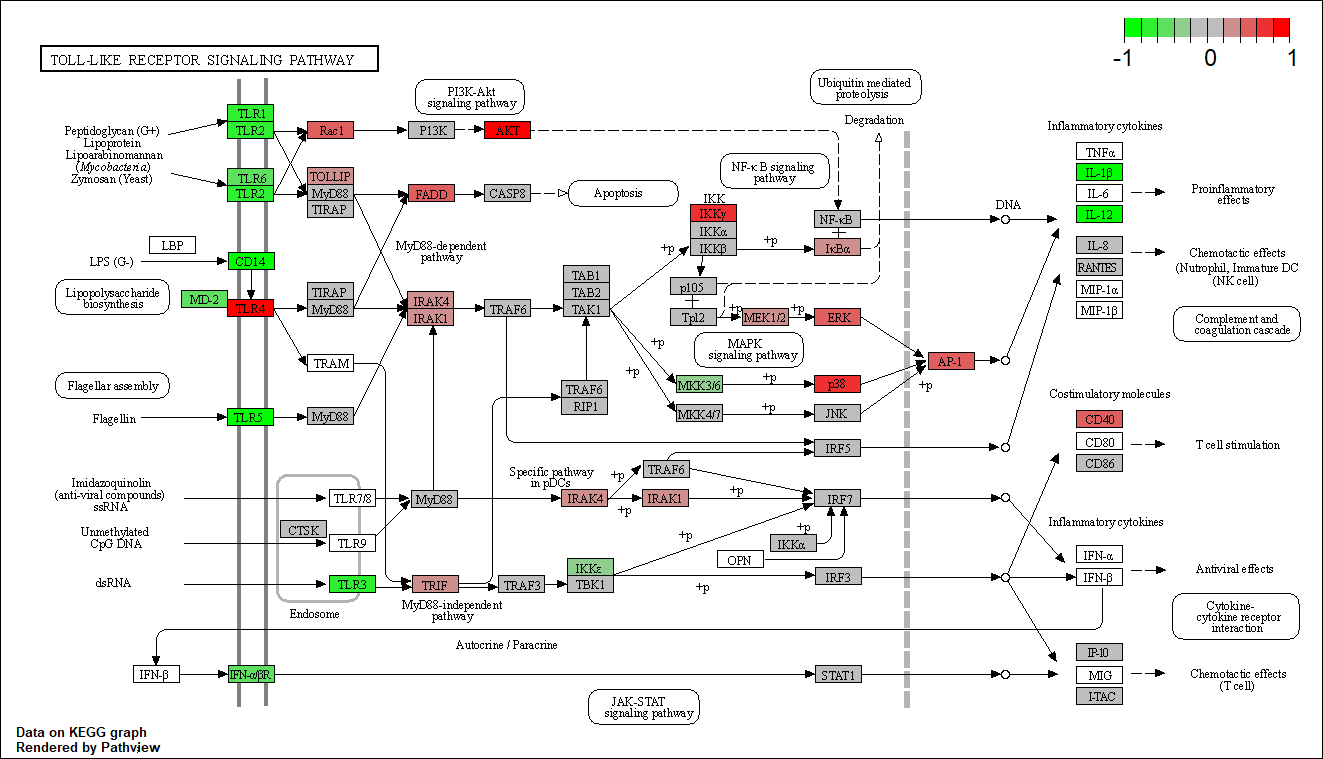 -1 0 1
TOLL-LIKE RECEPTOR SIGNALING PATHWAY
PI3K-Akt
signaling pathway
Ubiquitin mediated
proteolysis
Degradation
TLR1
TLR2
Peptidoglycan (G+)
Lipoprotein
Lipoarabinomannan
(Mycobacteria)
Zymosan (Yeast)
Rac1
P13K
AKT
Inflammatory cytokines
TNFα
IL-1β
IL-6
IL-12
Proinflammatory
effects
TLR6
TLR2
TOLLIP
MyD88
TIRAP
FADD
CASP8
Apoptosis
NF-κB signaling
pathway
IKK
IKKγ
IKKα
IKKβ
NF-κB
IκBα
+p
+p
DNA
LBP
LPS (G-)
CD14
MyD88-dependent
pathway
IL-8
RANTES
MIP-1α
MIP-1β
Chemotactic effects
(Nutrophil, Immature DC
(NK cell)
Lipopolysaccharide
biosynthesis
MD-2
TLR4
TIRAP
MyD88
IRAK4
IRAK1
TRAF6
TAB1
TAB2
TAK1
p105
Tpl2
+p
MEK1/2
+p
ERK
Complement and
coagulation cascade
MAPK
signaling pathway
TRAM
+p
+p
AP-1
+p
Flagellar assembly
MKK3/6
+p
p38
Flagellin
TLR5
MyD88
TRAF6
RIP1
MKK4/7
+p
JNK
Costimulatory molecules
CD40
CD80
CD86
T cell stimulation
IRF5
Imidazoquinolin
(anti-viral compounds)
ssRNA
TLR7/8
MyD88
Specific pathway
in pDCs
IRAK4
+p
+p
TRAF6
IRAK1
+p
IRF7
Unmethylated
CpG DNA
CTSK
TLR9
+p
+p
IKKα
OPN
Inflammatory cytokines
IFN-α
IFN-β
Antiviral effects
dsRNA
TLR3
TRIF
TRAF3
IKKε
TBK1
+p
IRF3
Endosome
MyD88-independent
pathway
Cytokine-
cytokine receptor
interaction
Autocrine / Paracrine
IFN-β
IFN-α/βR
STAT1
IP-10
MIG
I-TAC
Chemotactic effects
(T cell)
JAK-STAT
signaling pathway
Data on KEGG graph
Rendered by Pathview